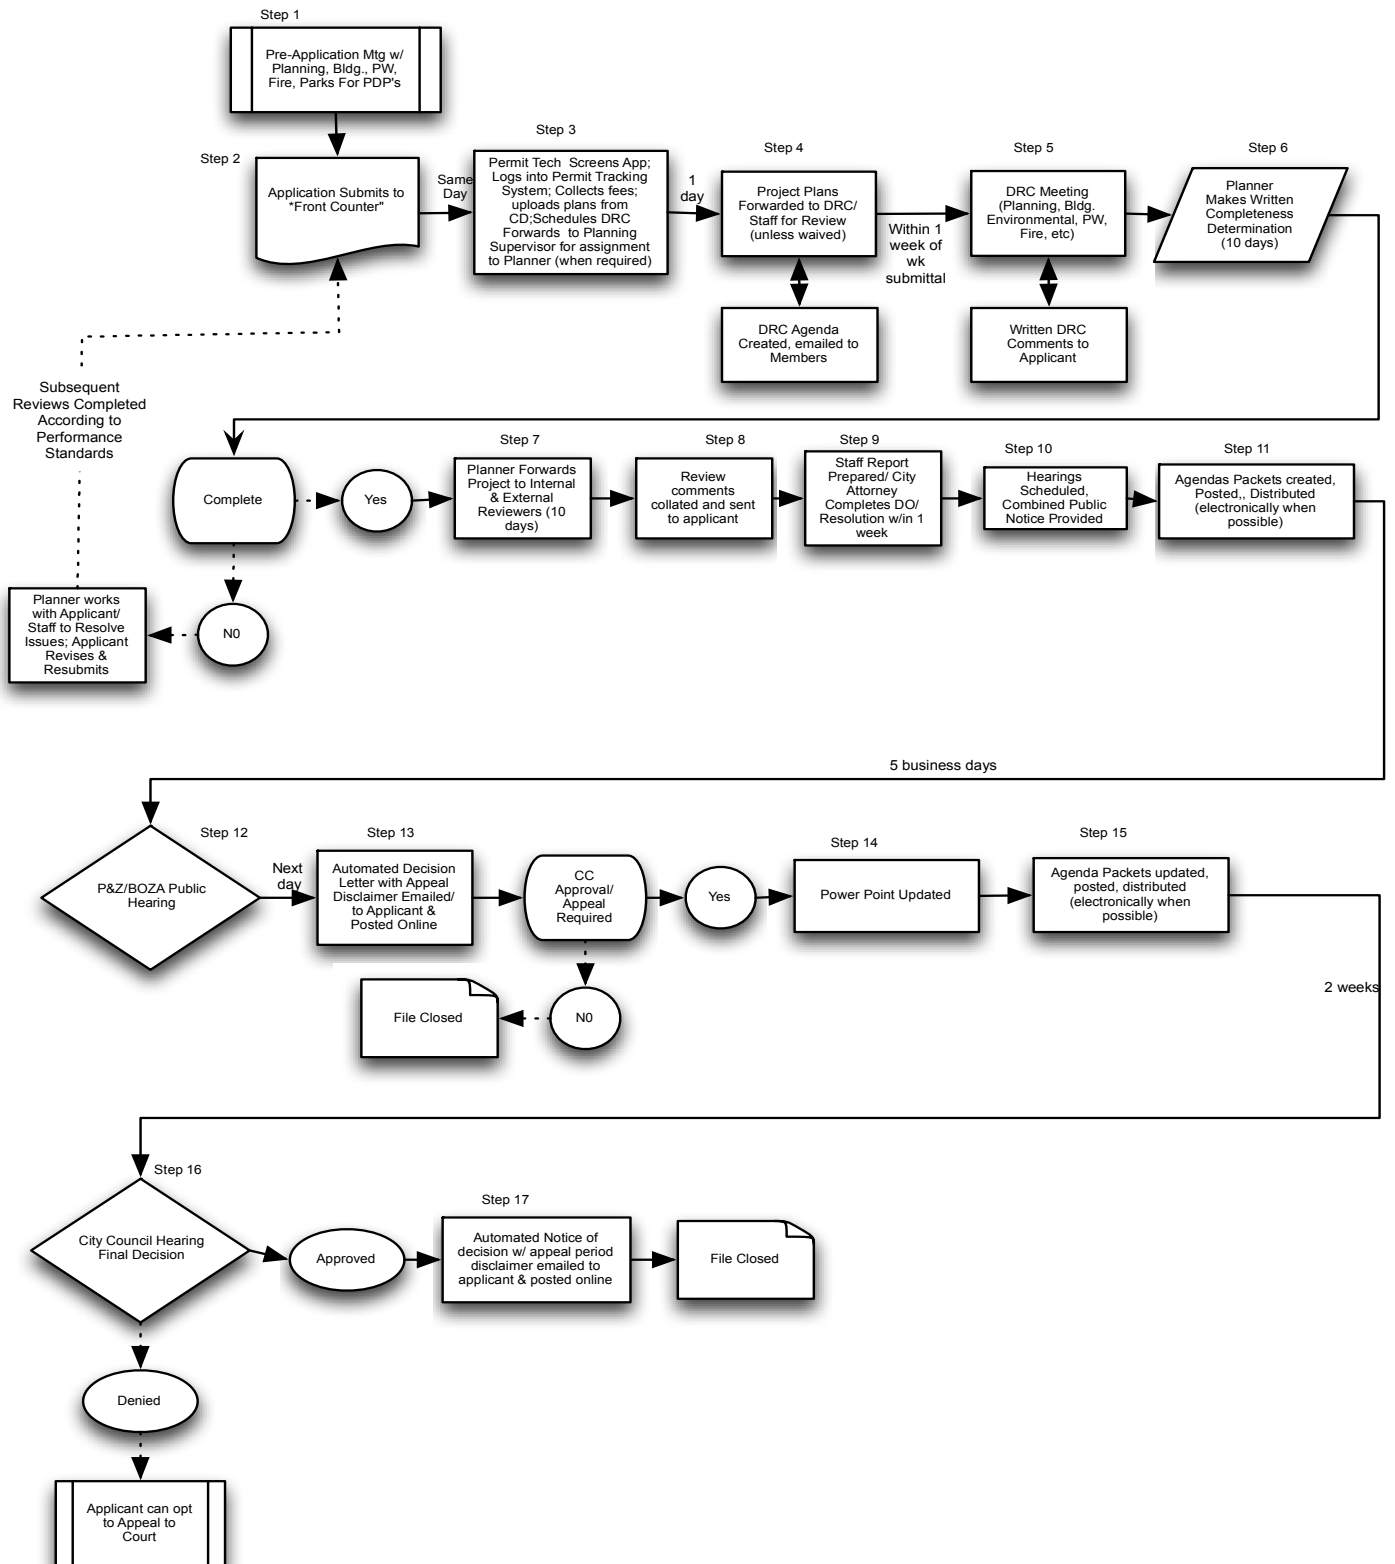 Step 1
Pre-Application Mtg w/
Planning, Bldg., PW,
Fire, Parks For PDP's
Step 2
Application Submits to
"Front Counter"
Same
Day
Step 3
Permit Tech Screens App;
Logs into Permit Tracking
System; Collects fees;
uploads plans from
CD;Schedules DRC
Forwards to Planning
Supervisor for assignment
to Planner (when required)
1
day
Step 4
Project Plans
Forwarded to DRC/
Staff for Review
(unless waived)
Within 1
week of
wk
submittal
DRC Agenda
Created, emailed to
Members
Step 5
DRC Meeting
(Planning, Bldg.
Environmental, PW,
Fire, etc)
Written DRC
Comments to
Applicant
Step 6
Planner
Makes Written
Completeness
Determination
(10 days)
Subsequent
Reviews Completed
According to
Performance
Standards
Complete
Yes
N0
Planner works
with Applicant/
Staff to Resolve
Issues; Applicant
Revises &
Resubmits
Step 7
Planner Forwards
Project to Internal
& External
Reviewers (10
days)
Step 8
Review
comments
collated and sent
to applicant
Step 9
Staff Report
Prepared/ City
Attorney
Completes DO/
Resolution w/in 1
week
Step 10
Hearings
Scheduled,
Combined Public
Notice Provided
Step 11
Agendas Packets created,
Posted,, Distributed
(electronically when
possible)
5 business days
Step 12
P&Z/BOZA Public
Hearing
Next
day
Step 13
Automated Decision
Letter with Appeal
Disclaimer Emailed/
to Applicant &
Posted Online
CC
Approval/
Appeal
Required
Yes
N0
File Closed
Step 14
Power Point Updated
Step 15
Agenda Packets updated,
posted, distributed
(electronically when
possible)
2 weeks
Step 16
City Council Hearing
Final Decision
Approved
Step 17
Automated Notice of
decision w/ appeal period
disclaimer emailed to
applicant & posted online
File Closed
Denied
Applicant can opt
to Appeal to
Court